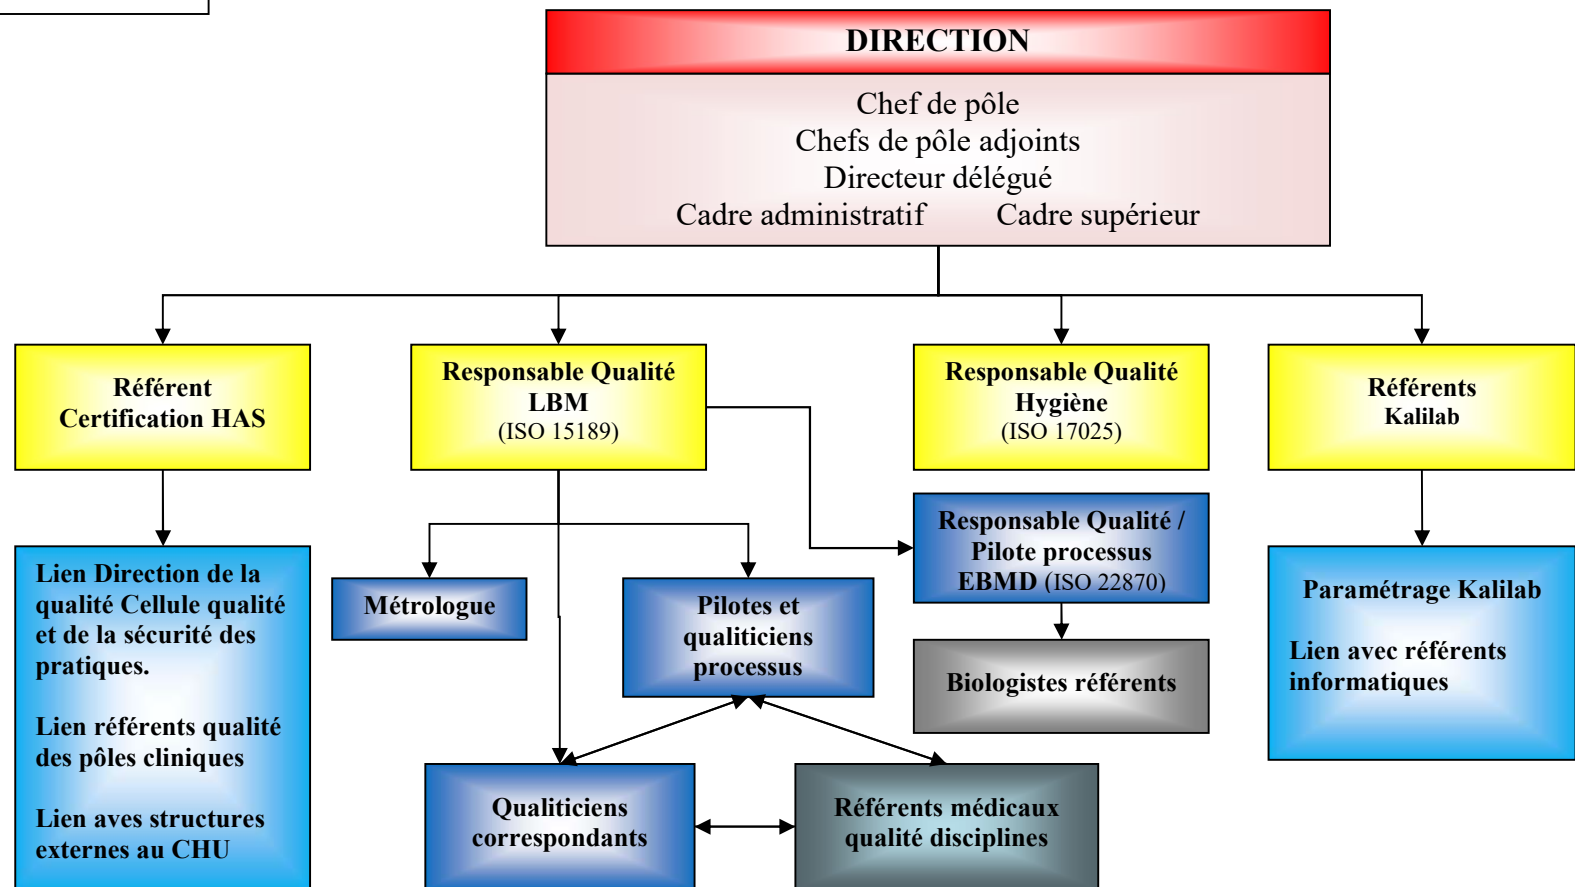 DIRECTION
Chef de pôle
Chefs de pôle adjoints
Directeur délégué
Cadre administratif Cadre supérieur
Référent
Certification HAS
Responsable Qualité
LBM
(ISO 15189)
Responsable Qualité
Hygiène
(ISO 17025)
Référents
Kalilab
Lien Direction de la
qualité Cellule qualité
et de la sécurité des
pratiques.
Lien référents qualité
des pôles cliniques
Lien aves structures
externes au CHU
Métrologue
Pilotes et
qualiticiens
processus
Responsable Qualité /
Pilote processus
EBMD (ISO 22870)
Biologistes référents
Paramétrage Kalilab
Lien avec référents
informatiques
Qualiticiens
correspondants
Référents médicaux
qualité disciplines